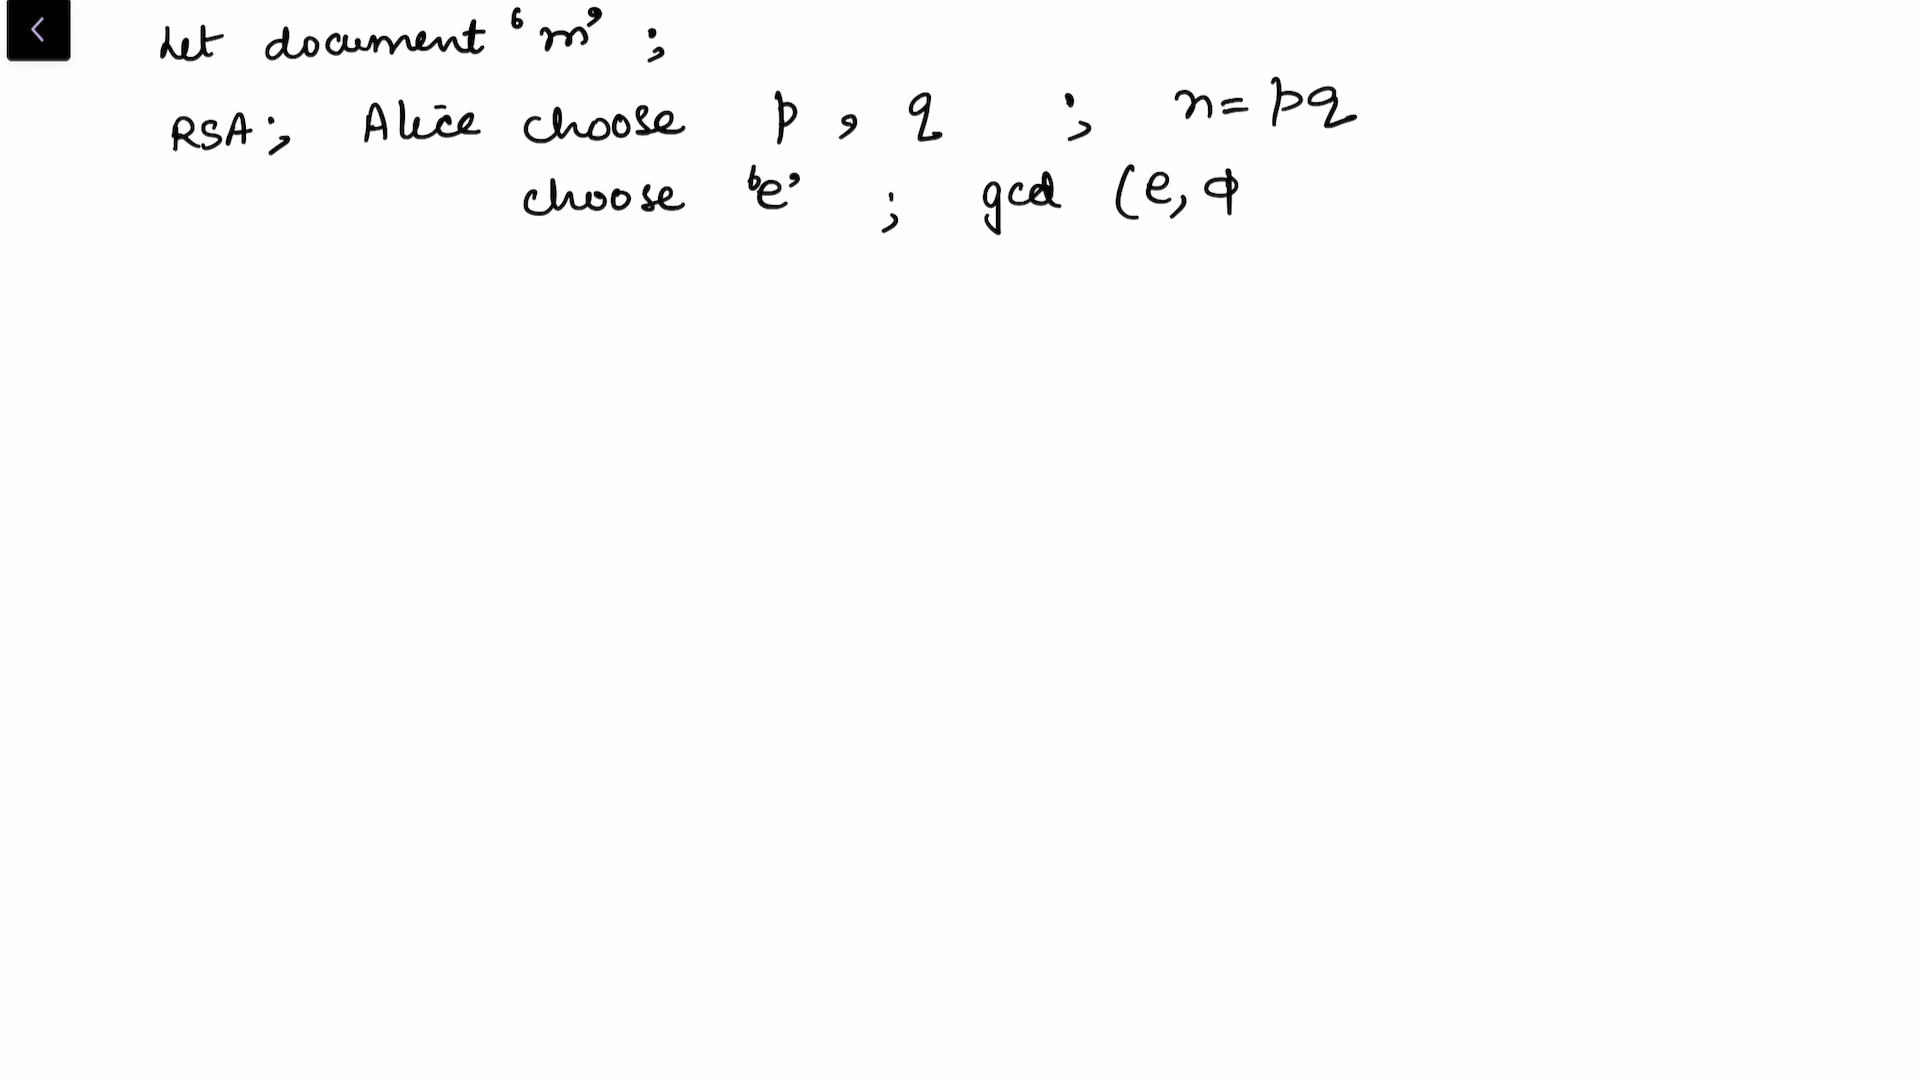 Let document 'm' ;
RSA ; Alice choose p , q ; n = pq
choose 'e' ; gcd (e, φ